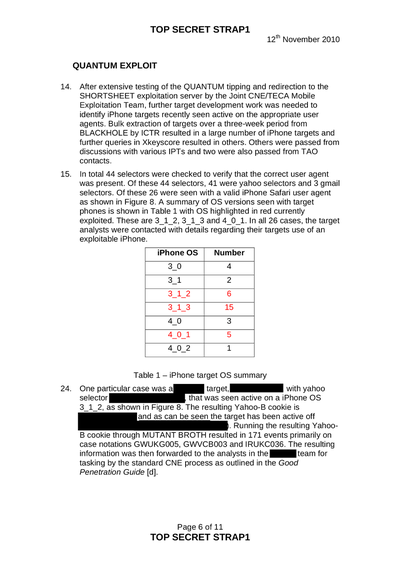 TOP SECRET STRAP1
12th November 2010
QUANTUM EXPLOIT
14. After extensive testing of the QUANTUM tipping and redirection to the
SHORTSHEET exploitation server by the Joint CNE/TECA Mobile
Exploitation Team, further target development work was needed to
identify iPhone targets recently seen active on the appropriate user
agents. Bulk extraction of targets over a three-week period from
BLACKHOLE by ICTR resulted in a large number of iPhone targets and
further queries in Xkeyscore resulted in others. Others were passed from
discussions with various IPTs and two were also passed from TAO
contacts.
15. In total 44 selectors were checked to verify that the correct user agent
was present. Of these 44 selectors, 41 were yahoo selectors and 3 gmail
selectors. Of these 26 were seen with a valid iPhone Safari user agent
as shown in Figure 8. A summary of OS versions seen with target
phones is shown in Table 1 with OS highlighted in red currently
exploited. These are 3_1_2, 3_1_3 and 4_0_1. In all 26 cases, the target
analysts were contacted with details regarding their targets use of an
exploitable iPhone.
iPhone OS Number
3_0 4
3_1 2
3_1_2 6
3_1_3 15
4_0 3
4_0_1 5
4_0_2 1
Table 1 – iPhone target OS summary
24. One particular case was a target, with yahoo
selector , that was seen active on a iPhone OS
3_1_2, as shown in Figure 8. The resulting Yahoo-B cookie is
and as can be seen the target has been active off
). Running the resulting Yahoo-
B cookie through MUTANT BROTH resulted in 171 events primarily on
case notations GWUKG005, GWVCB003 and IRUKC036. The resulting
information was then forwarded to the analysts in the team for
tasking by the standard CNE process as outlined in the Good
Penetration Guide [d].
Page 6 of 11
TOP SECRET STRAP1